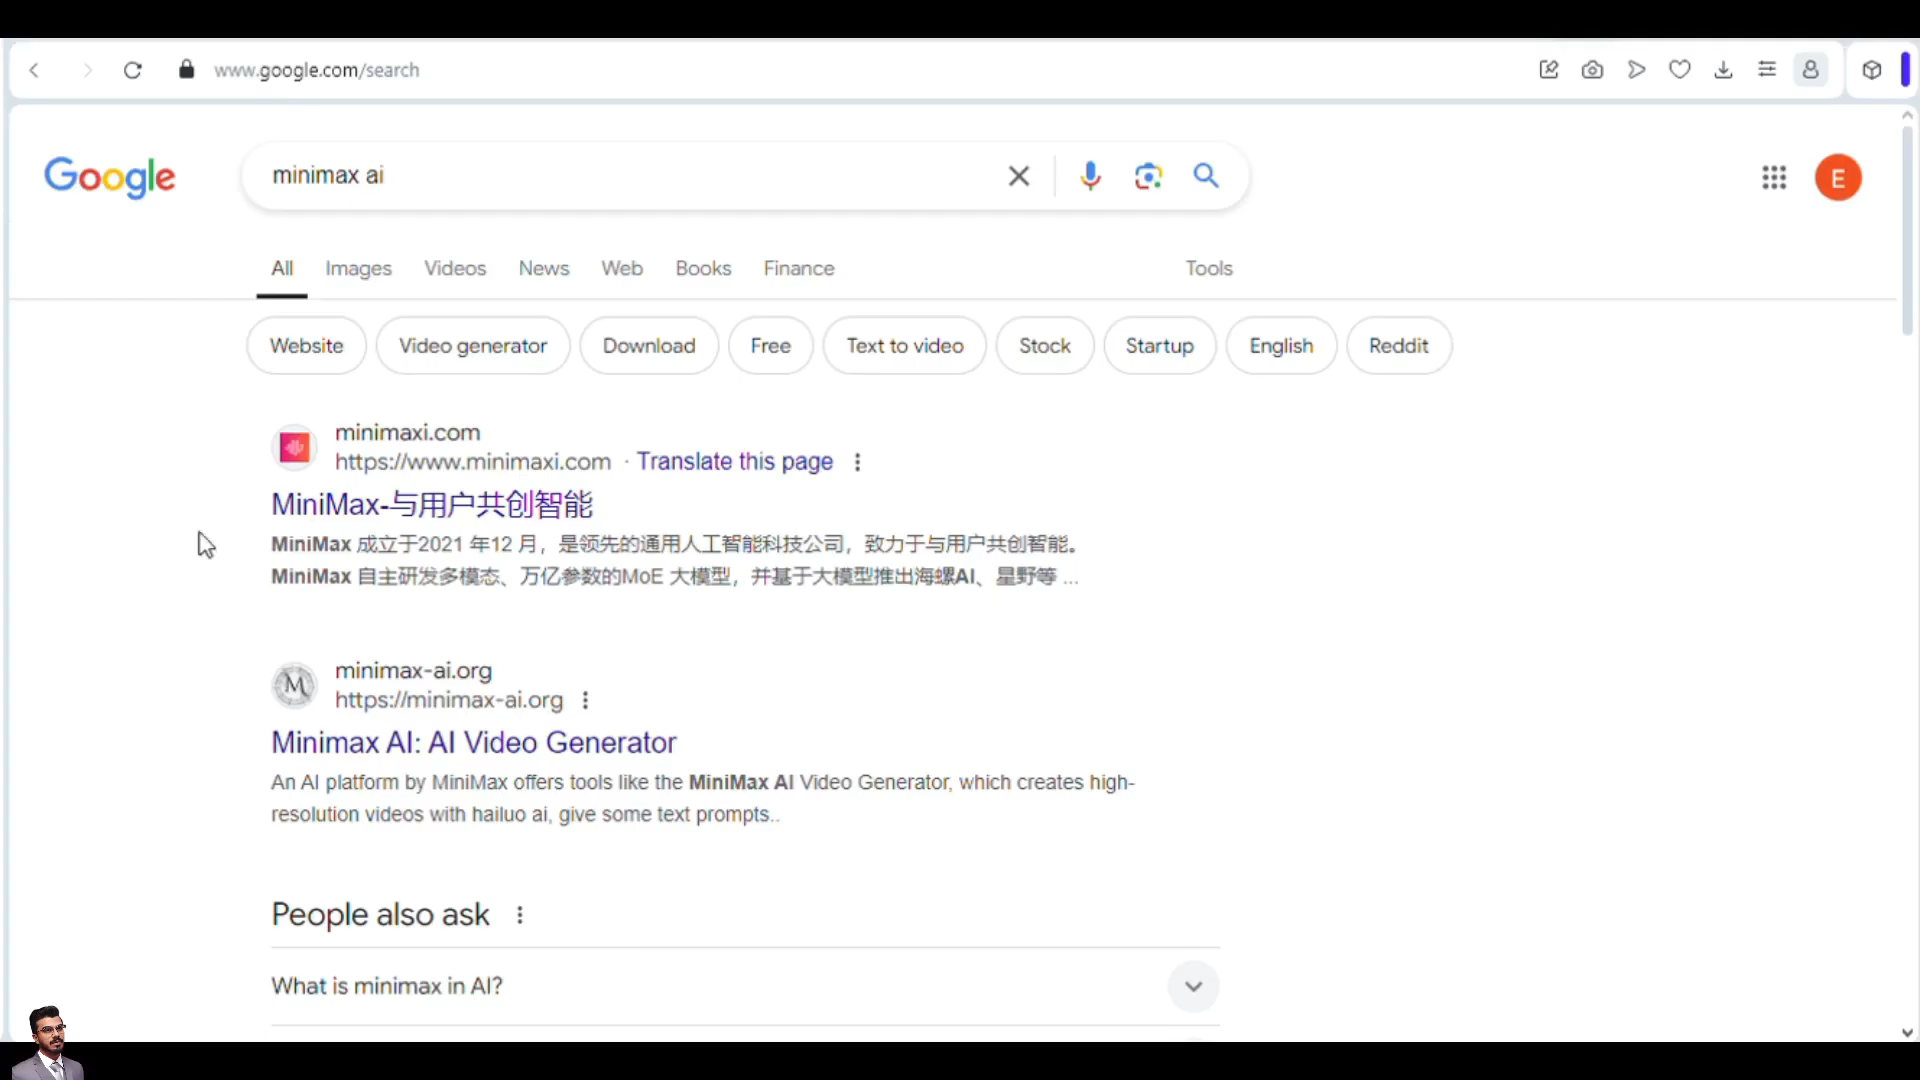 www.google.com/search
Google
minimax ai
E
All Images Videos News Web Books Finance Tools
Website Video generator Download Free Text to video Stock Startup English Reddit
minimaxi.com
https://www.minimaxi.com · Translate this page
MiniMax-与用户共创智能
MiniMax 成立于2021 年12 月，是领先的通用人工智能科技公司，致力于与用户共创智能。
MiniMax 自主研发多模态、万亿参数的MoE 大模型，并基于大模型推出海螺AI、星野等 ...
M
minimax-ai.org
https://minimax-ai.org
Minimax AI: AI Video Generator
An AI platform by MiniMax offers tools like the MiniMax AI Video Generator, which creates high-
resolution videos with hailuo ai, give some text prompts..
People also ask
What is minimax in AI?